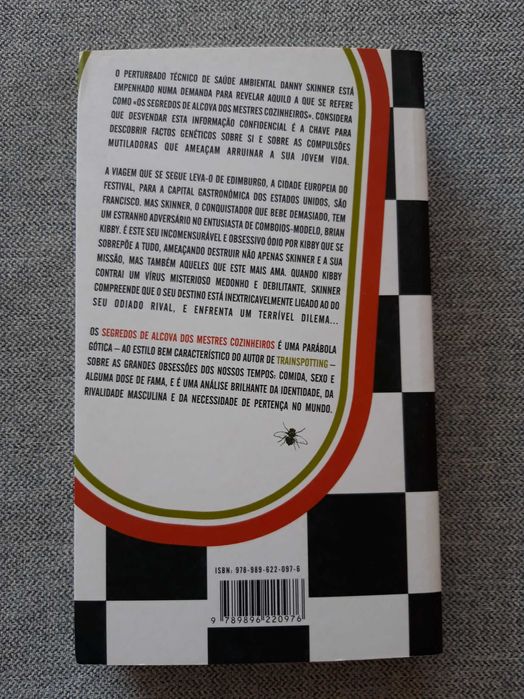 O PERTURBADO TÉCNICO DE SAÚDE AMBIENTAL DANNY SKINNER ESTÁ
EMPENHADO NUMA DEMANDA PARA REVELAR AQUILO A QUE SE REFERE
COMO «OS SEGREDOS DE ALCOVA DOS MESTRES COZINHEIROS». CONSIDERA
QUE DESVENDAR ESTA INFORMAÇÃO CONFIDENCIAL É A CHAVE PARA
DESCOBRIR FACTOS GENÉTICOS SOBRE SI E SOBRE AS COMPULSÕES
MUTILADORAS QUE AMEAÇAM ARRUINAR A SUA JOVEM VIDA.
A VIAGEM QUE SE SEGUE LEVA-O DE EDIMBURGO, A CIDADE EUROPEIA DO
FESTIVAL, PARA A CAPITAL GASTRONÓMICA DOS ESTADOS UNIDOS, SÃO
FRANCISCO. MAS SKINNER, O CONQUISTADOR QUE BEBE DEMASIADO, TEM
UM ESTRANHO ADVERSÁRIO NO ENTUSIASTA DE COMBOIOS-MODELO, BRIAN
KIBBY. É ESTE SEU INCOMENSURÁVEL E OBSESSIVO ÓDIO POR KIBBY QUE SE
SOBREPÕE A TUDO, AMEAÇANDO DESTRUIR NÃO APENAS SKINNER E A SUA
MISSÃO, MAS TAMBÉM AQUELES QUE ESTE MAIS AMA. QUANDO KIBBY
CONTRAI UM VÍRUS MISTERIOSO MEDONHO E DEBILITANTE, SKINNER
COMPREENDE QUE O SEU DESTINO ESTÁ INEXTRICAVELMENTE LIGADO AO DO
SEU ODIADO RIVAL, E ENFRENTA UM TERRÍVEL DILEMA...
OS SEGREDOS DE ALCOVA DOS MESTRES COZINHEIROS É UMA PARÁBOLA
GÓTICA – AO ESTILO BEM CARACTERÍSTICO DO AUTOR DE TRAINSPOTTING –
SOBRE AS GRANDES OBSESSÕES DOS NOSSOS TEMPOS: COMIDA, SEXO E
ALGUMA DOSE DE FAMA, E É UMA ANÁLISE BRILHANTE DA IDENTIDADE, DA
RIVALIDADE MASCULINA E DA NECESSIDADE DE PERTENÇA NO MUNDO.
ISBN: 978-989-622-097-6
9 789896 220976